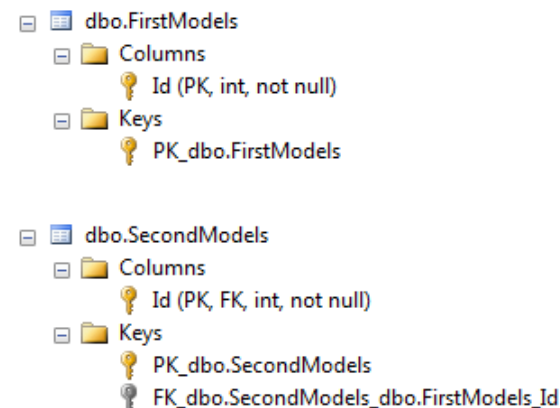 dbo.FirstModels
Columns
Id (PK, int, not null)
Keys
PK_dbo.FirstModels
dbo.SecondModels
Columns
Id (PK, FK, int, not null)
Keys
PK_dbo.SecondModels
FK_dbo.SecondModels_dbo.FirstModels_Id